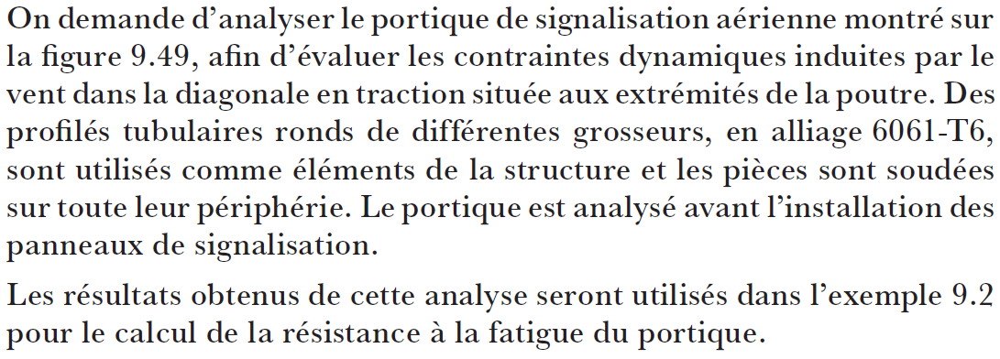 On demande d’analyser le portique de signalisation aérienne montré sur
la figure 9.49, afin d’évaluer les contraintes dynamiques induites par le
vent dans la diagonale en traction située aux extrémités de la poutre. Des
profilés tubulaires ronds de différentes grosseurs, en alliage 6061-T6,
sont utilisés comme éléments de la structure et les pièces sont soudées
sur toute leur périphérie. Le portique est analysé avant l’installation des
panneaux de signalisation.
Les résultats obtenus de cette analyse seront utilisés dans l’exemple 9.2
pour le calcul de la résistance à la fatigue du portique.